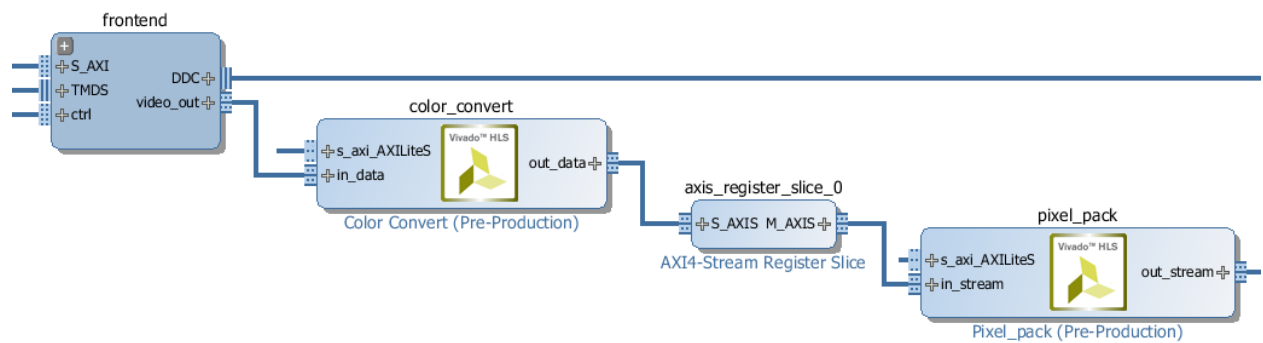 frontend
S_AXI
DDC
TMDS
video_out
ctrl
color_convert
Vivado™ HLS
s_axi_AXILiteS
out_data
in_data
Color Convert (Pre-Production)
axis_register_slice_0
S_AXIS M_AXIS
AXI4-Stream Register Slice
pixel_pack
Vivado™ HLS
s_axi_AXILiteS
out_stream
in_stream
Pixel_pack (Pre-Production)